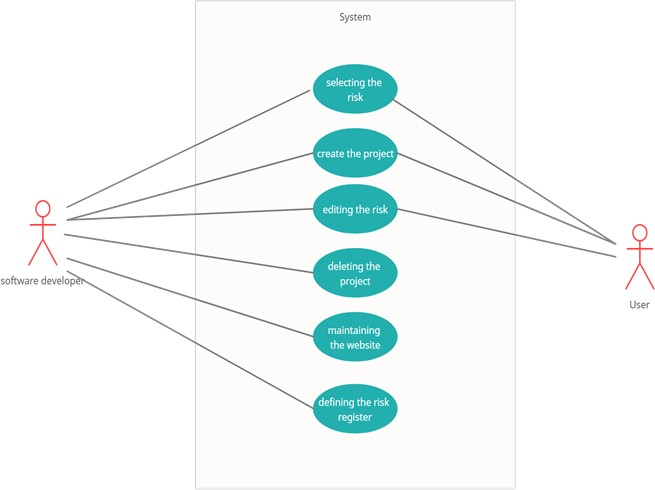 System
selecting the
risk
create the project
editing the risk
deleting the
project
software developer
maintaining
the website
User
defining the risk
register